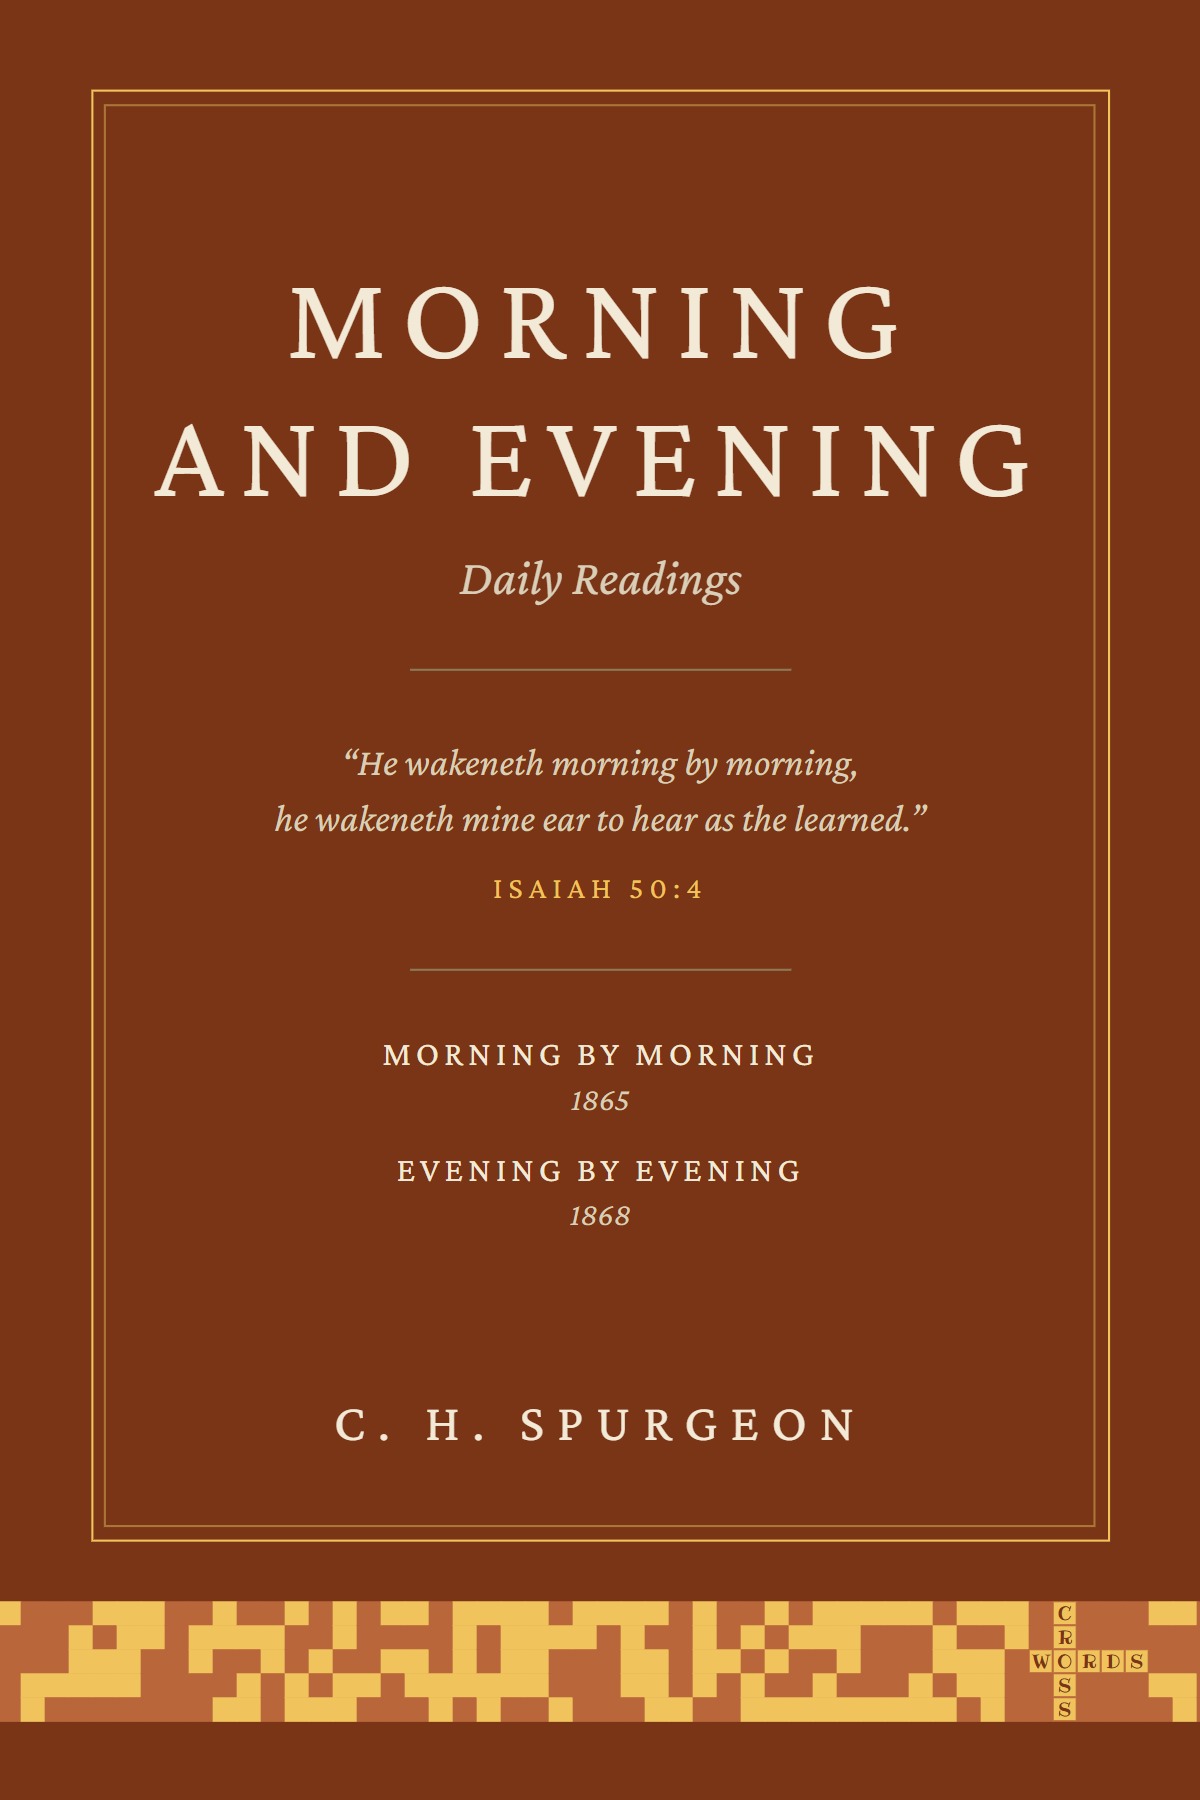 MORNING
AND EVENING
Daily Readings
“He wakeneth morning by morning,
he wakeneth mine ear to hear as the learned.”
ISAIAH 50:4
MORNING BY MORNING
1865
EVENING BY EVENING
1868
C. H. SPURGEON
CROSS
WORDS